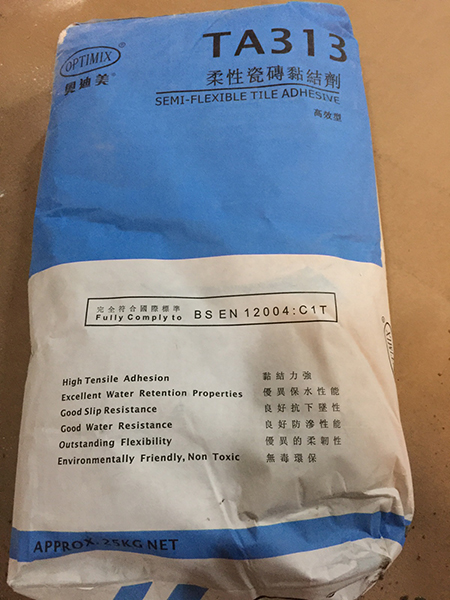 OPTIMIX®
奧迪美®
TA313
柔性瓷磚黏結劑
SEMI-FLEXIBLE TILE ADHESIVE
高效型
完全符合國際標準
Fully Comply to BS EN 12004:C1T
High Tensile Adhesion 黏結力強
Excellent Water Retention Properties 優異保水性能
Good Slip Resistance 良好抗下墜性
Good Water Resistance 良好防滲性能
Outstanding Flexibility 優異的柔韌性
Environmentally Friendly, Non Toxic 無毒環保
APPROX. 25KG NET